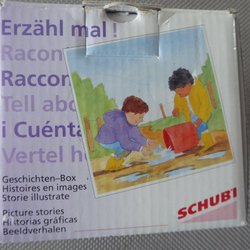 Erzähl mal !
Racon
Raccon
Tell abo
¡ Cuénta
Vertel h
Geschichten-Box
Histoires en images
Storie illustrate
Picture stories
Historias gráficas
Beeldverhalen
SCHUBI